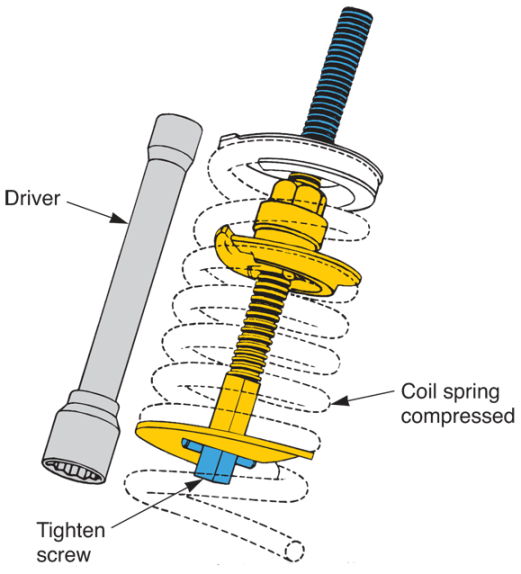 Driver
Coil spring
compressed
Tighten
screw